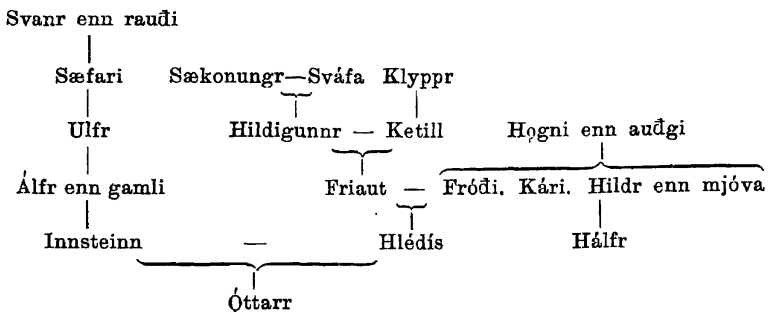 Svanr enn rauði
Sæfari Sækonungr—Sváfa Klyppr
Ulfr Hildigunnr — Ketill Hǫgni enn auðgi
Álfr enn gamli Friaut — Fróði. Kári. Hildr enn mjóva
Innsteinn — Hlédís Hálfr
Óttarr